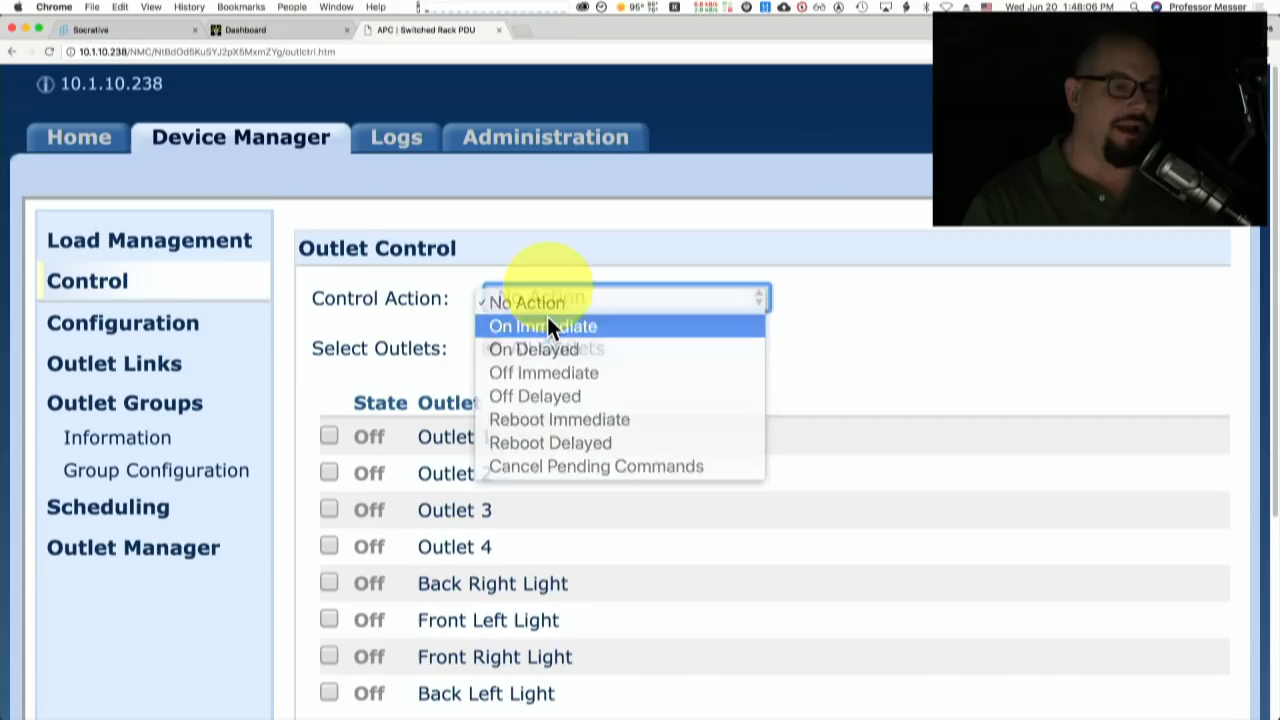 Chrome File Edit View History Bookmarks People Window Help 95° Wed Jun 20 1:48:06 PM Professor Messer
Socrative × Dashboard × APC | Switched Rack PDU ×
10.1.10.238
Home Device Manager Logs Administration
Load Management
Control
Configuration
Outlet Links
Outlet Groups
Information
Group Configuration
Scheduling
Outlet Manager
Outlet Control
Control Action:
No Action
On Immediate
On Delayed
Off Immediate
Off Delayed
Reboot Immediate
Reboot Delayed
Cancel Pending Commands
Select Outlets:
State
Off Outlet
Off Outlet 2
Off Outlet 3
Off Outlet 4
Off Back Right Light
Off Front Left Light
Off Front Right Light
Off Back Left Light